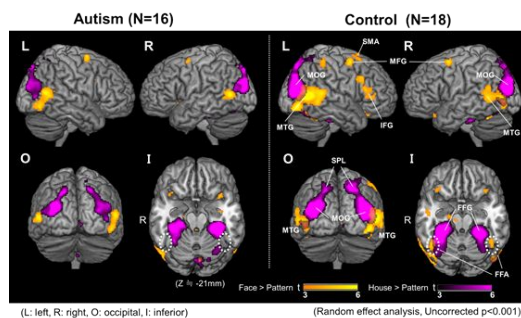 Autism (N=16)
Control (N=18)
L
R
L
R
SMA
MFG
MOG
MOG
MTG
IFG
MTG
O
I
O
I
SPL
R
R
MOG
FFG
MTG
MTG
FFA
(Z ≒ -21mm)
Face > Pattern t
3 6
House > Pattern t
3 6
(L: left, R: right, O: occipital, I: inferior)
(Random effect analysis, Uncorrected p<0.001)